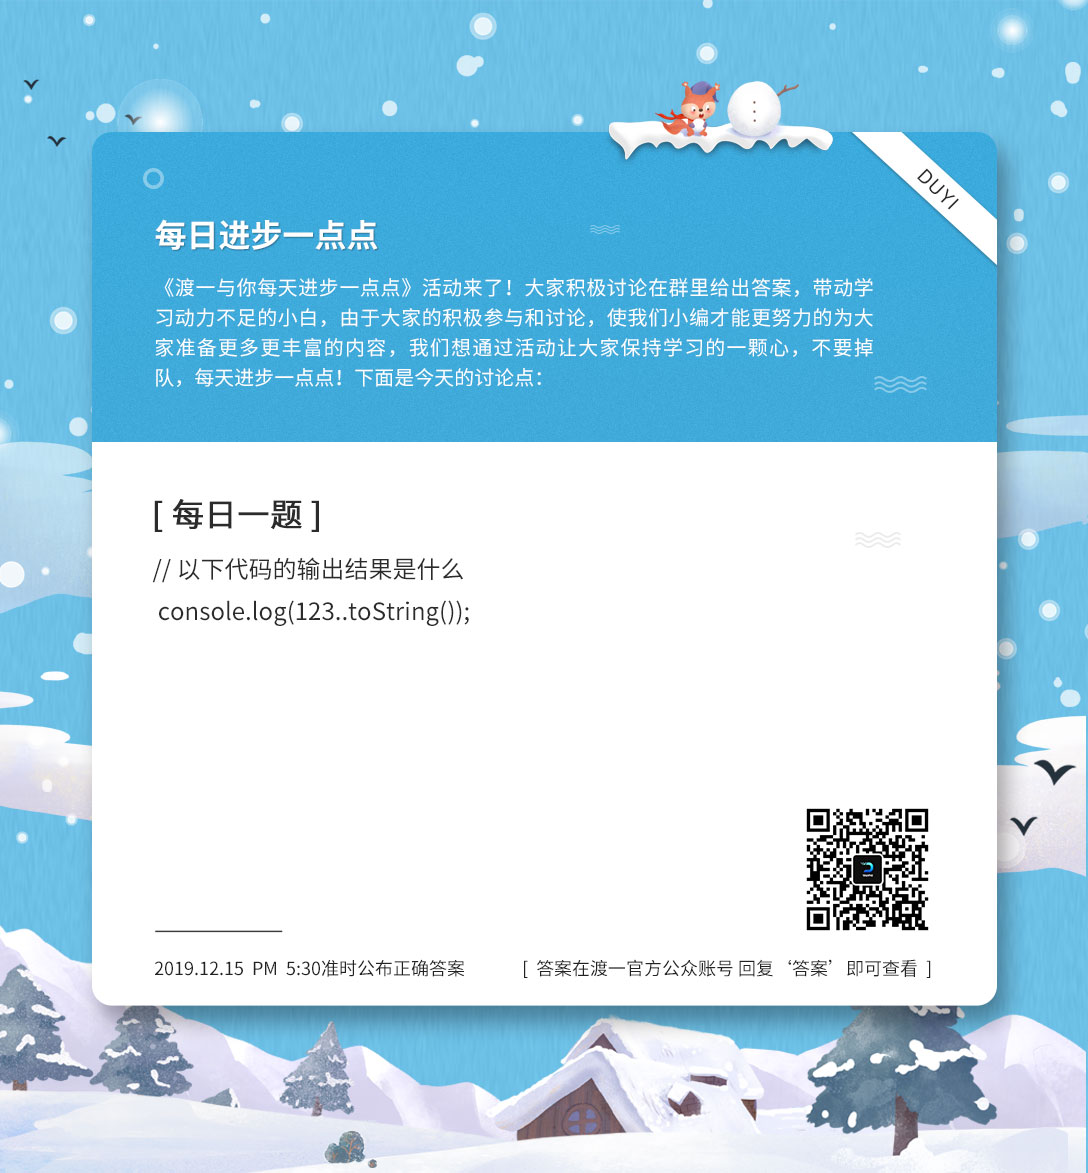 DUYI
每日进步一点点
《渡一与你每天进步一点点》活动来了！大家积极讨论在群里给出答案，带动学
习动力不足的小白，由于大家的积极参与和讨论，使我们小编才能更努力的为大
家准备更多更丰富的内容，我们想通过活动让大家保持学习的一颗心，不要掉
队，每天进步一点点！下面是今天的讨论点：
[ 每日一题 ]
// 以下代码的输出结果是什么
console.log(123..toString());
2019.12.15 PM 5:30准时公布正确答案
[ 答案在渡一官方公众账号 回复‘答案’即可查看 ]